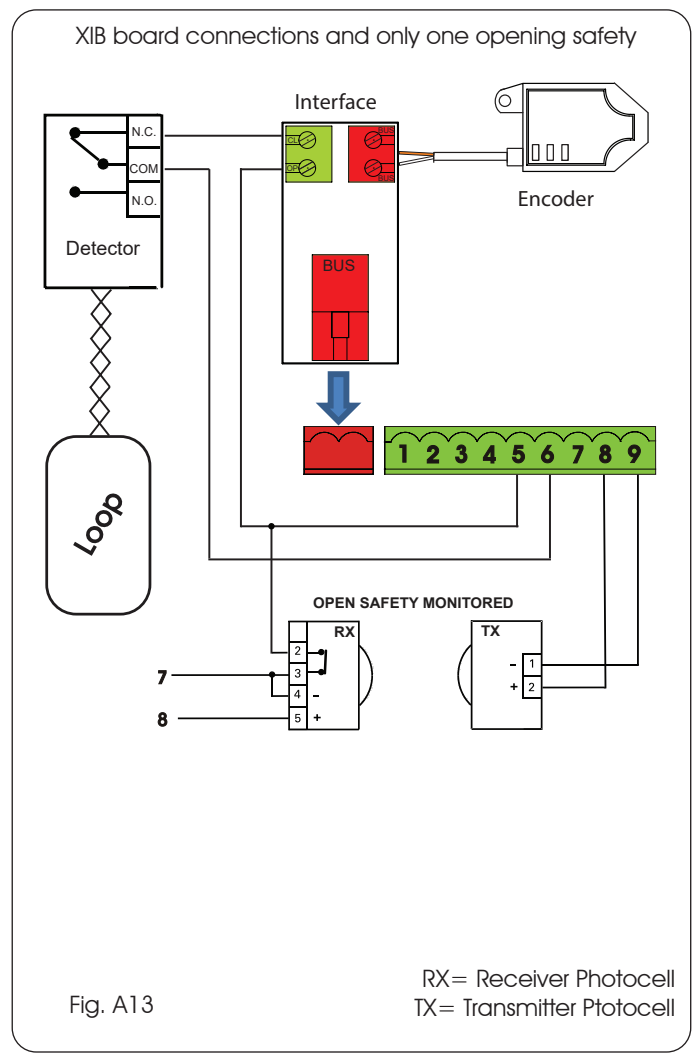 XIB board connections and only one opening safety
Interface
N.C.
COM
N.O.
Detector
CL
OP
BUS
BUS
Encoder
BUS
Loop
1 2 3 4 5 6 7 8 9
OPEN SAFETY MONITORED
RX
2
3
4 -
5 +
7
8
TX
- 1
+ 2
RX= Receiver Photocell
TX= Transmitter Ptotocell
Fig. A13